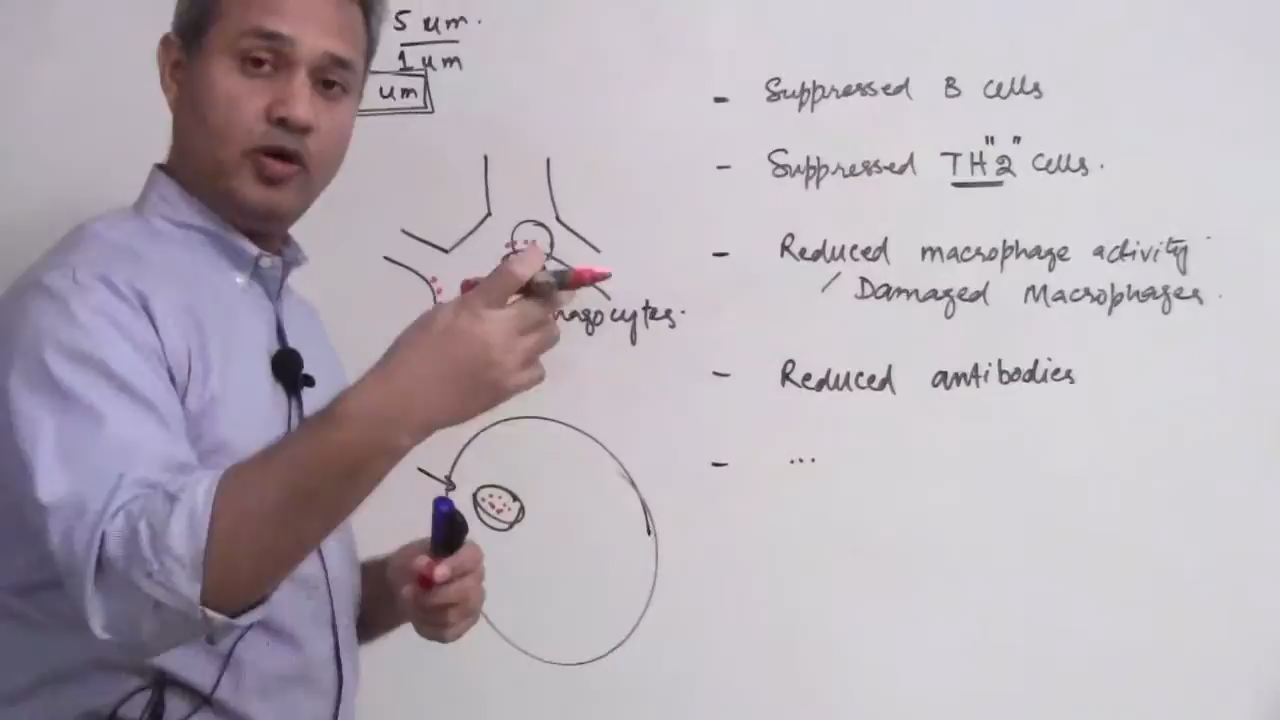 5 um.
1 um
um
- Suppressed B cells
- Suppressed TH"2" cells.
- Reduced macrophage activity
/ Damaged Macrophages.
- Reduced antibodies
- ...